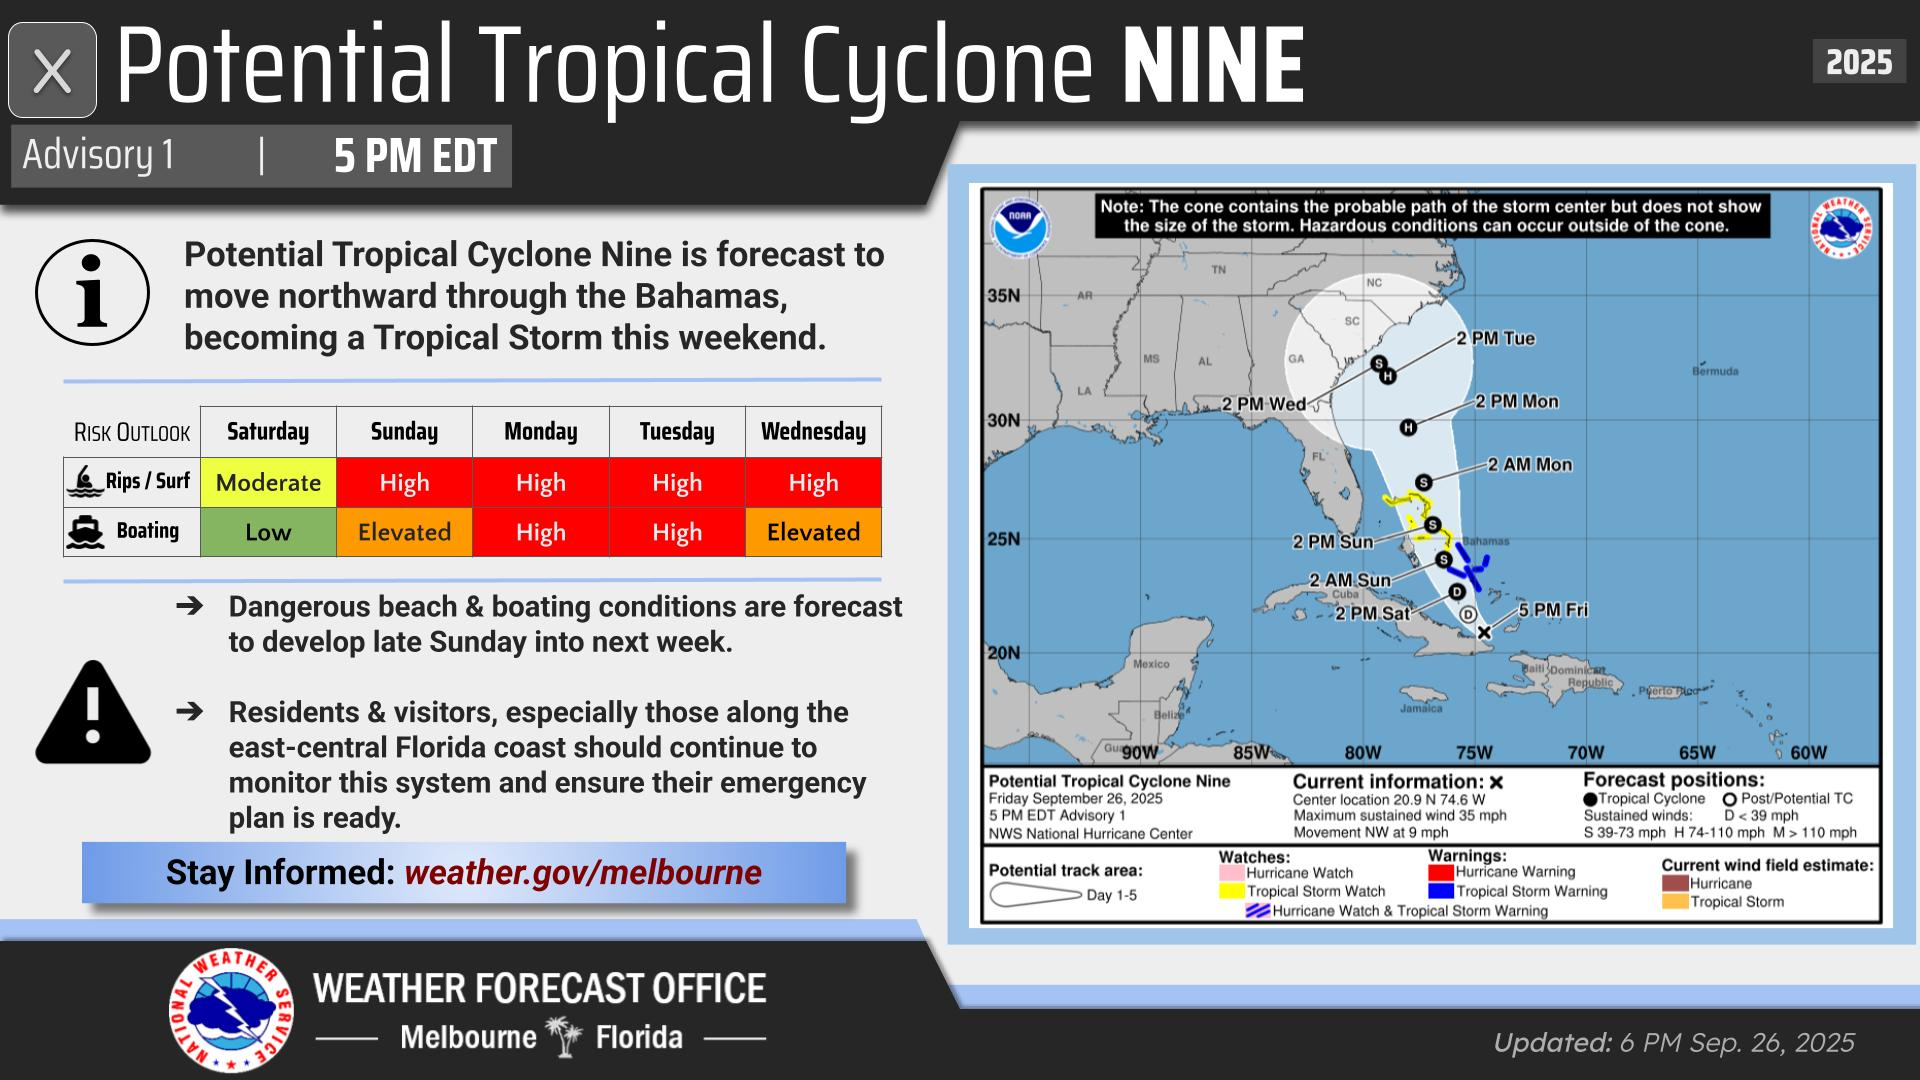 X
Potential Tropical Cyclone NINE
2025
Advisory 1 | 5 PM EDT
Potential Tropical Cyclone Nine is forecast to
move northward through the Bahamas,
becoming a Tropical Storm this weekend.
RISK OUTLOOK Saturday Sunday Monday Tuesday Wednesday
Rips / Surf Moderate High High High High
Boating Low Elevated High High Elevated
➔ Dangerous beach & boating conditions are forecast
to develop late Sunday into next week.
➔ Residents & visitors, especially those along the
east-central Florida coast should continue to
monitor this system and ensure their emergency
plan is ready.
Stay Informed: weather.gov/melbourne
NATIONAL WEATHER SERVICE
WEATHER FORECAST OFFICE
Melbourne Florida
NOAA
Note: The cone contains the probable path of the storm center but does not show
the size of the storm. Hazardous conditions can occur outside of the cone.
NATIONAL WEATHER SERVICE
TN
NC
35N
AR
SC
2 PM Tue
MS
AL
GA
S
H
Bermuda
LA
2 PM Wed
2 PM Mon
30N
H
FL
2 AM Mon
S
S
25N
2 PM Sun
Bahamas
S
2 AM Sun
Cuba
D
2 PM Sat
D
5 PM Fri
20N
Mexico
Haiti
Dominican
Republic
Puerto Rico
Jamaica
Belize
90W 85W 80W 75W 70W 65W 60W
Potential Tropical Cyclone Nine
Friday September 26, 2025
5 PM EDT Advisory 1
NWS National Hurricane Center
Current information: x
Center location 20.9 N 74.6 W
Maximum sustained wind 35 mph
Movement NW at 9 mph
Forecast positions:
Tropical Cyclone Post/Potential TC
Sustained winds: D < 39 mph
S 39-73 mph H 74-110 mph M > 110 mph
Potential track area:
Day 1-5
Watches:
Hurricane Watch
Tropical Storm Watch
Warnings:
Hurricane Warning
Tropical Storm Warning
Hurricane Watch & Tropical Storm Warning
Current wind field estimate:
Hurricane
Tropical Storm
Updated: 6 PM Sep. 26, 2025